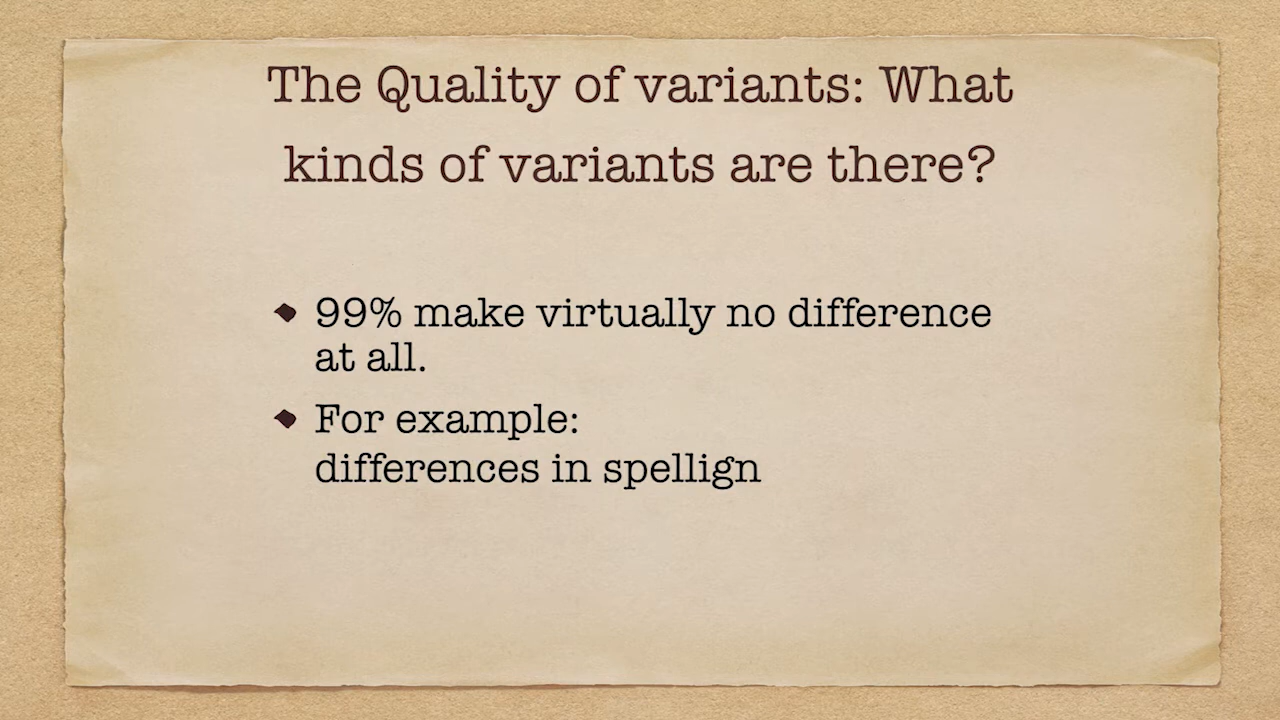 The Quality of variants: What
kinds of variants are there?
99% make virtually no difference
at all.
For example:
differences in spellign